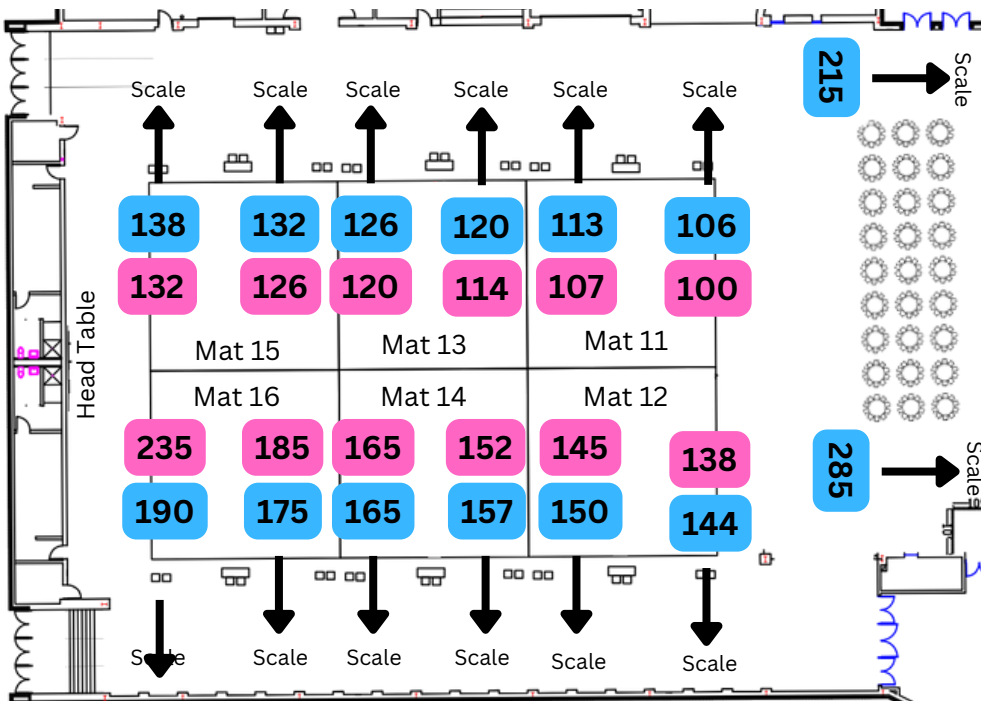 215
Scale
Scale
Scale
Scale
Scale
Scale
Scale
138
132
126
120
113
106
132
126
120
114
107
100
Head Table
Mat 15
Mat 13
Mat 11
Mat 16
Mat 14
Mat 12
235
185
165
152
145
138
285
Scale
190
175
165
157
150
144
Scale
Scale
Scale
Scale
Scale
Scale